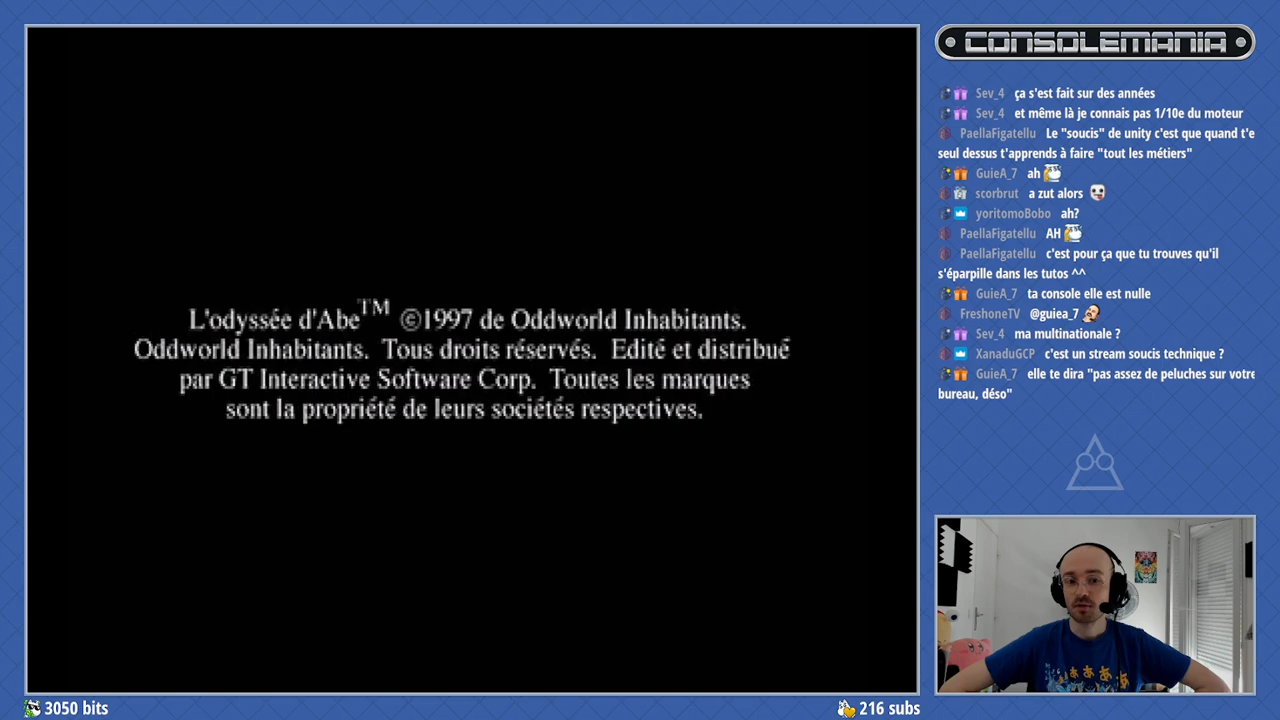 L'odyssée d'Abe™ ©1997 de Oddworld Inhabitants.
Oddworld Inhabitants. Tous droits réservés. Edité et distribué
par GT Interactive Software Corp. Toutes les marques
sont la propriété de leurs sociétés respectives.
CONSOLEMANIA
Sev_4 ça s'est fait sur des années
Sev_4 et même là je connais pas 1/10e du moteur
PaellaFigatellu Le "soucis" de unity c'est que quand t'e
seul dessus t'apprends à faire "tout les métiers"
GuieA_7 ah
scorbrut a zut alors
yoritomoBobo ah?
PaellaFigatellu AH
PaellaFigatellu c'est pour ça que tu trouves qu'il
s'éparpille dans les tutos ^^
GuieA_7 ta console elle est nulle
FreshoneTV @guiea_7
Sev_4 ma multinationale ?
XanaduGCP c'est un stream soucis technique ?
GuieA_7 elle te dira "pas assez de peluches sur votre
bureau, déso"
3050 bits
216 subs